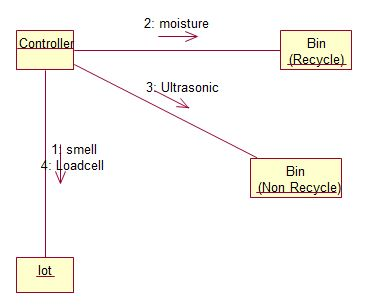 2: moisture
Controller
Bin
(Recycle)
3: Ultrasonic
1: smell
4: Loadcell
Bin
(Non Recycle)
Iot